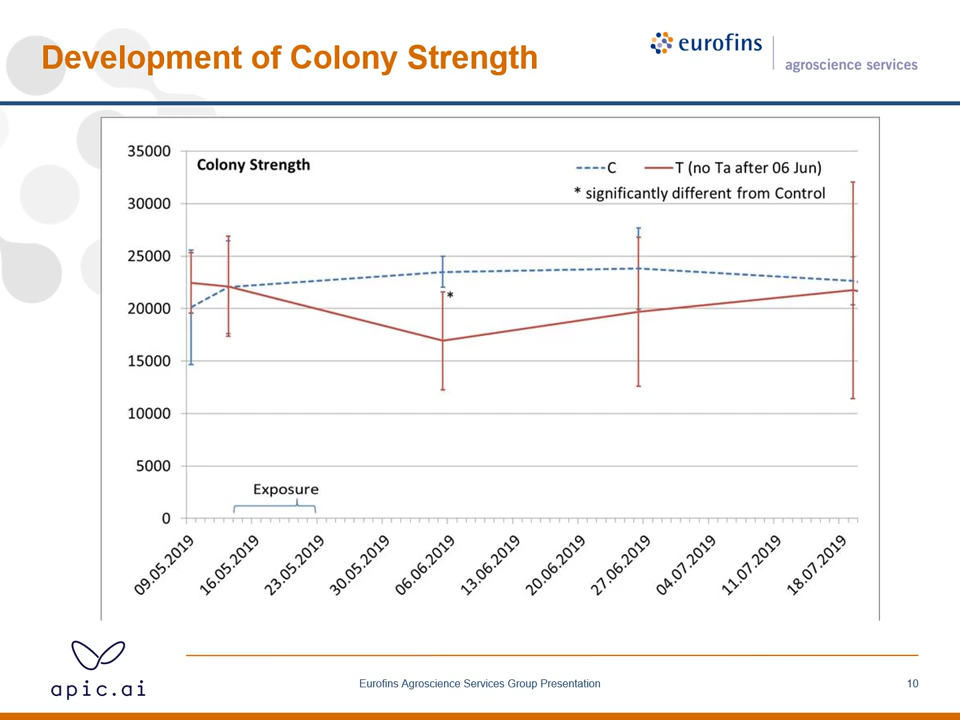 Development of Colony Strength
eurofins
agroscience services
35000
30000
25000
20000
15000
10000
5000
0
Colony Strength
C
T (no Ta after 06 Jun)
* significantly different from Control
*
Exposure
09.05.2019
16.05.2019
23.05.2019
30.05.2019
06.06.2019
13.06.2019
20.06.2019
27.06.2019
04.07.2019
11.07.2019
18.07.2019
apic.ai
Eurofins Agroscience Services Group Presentation
10